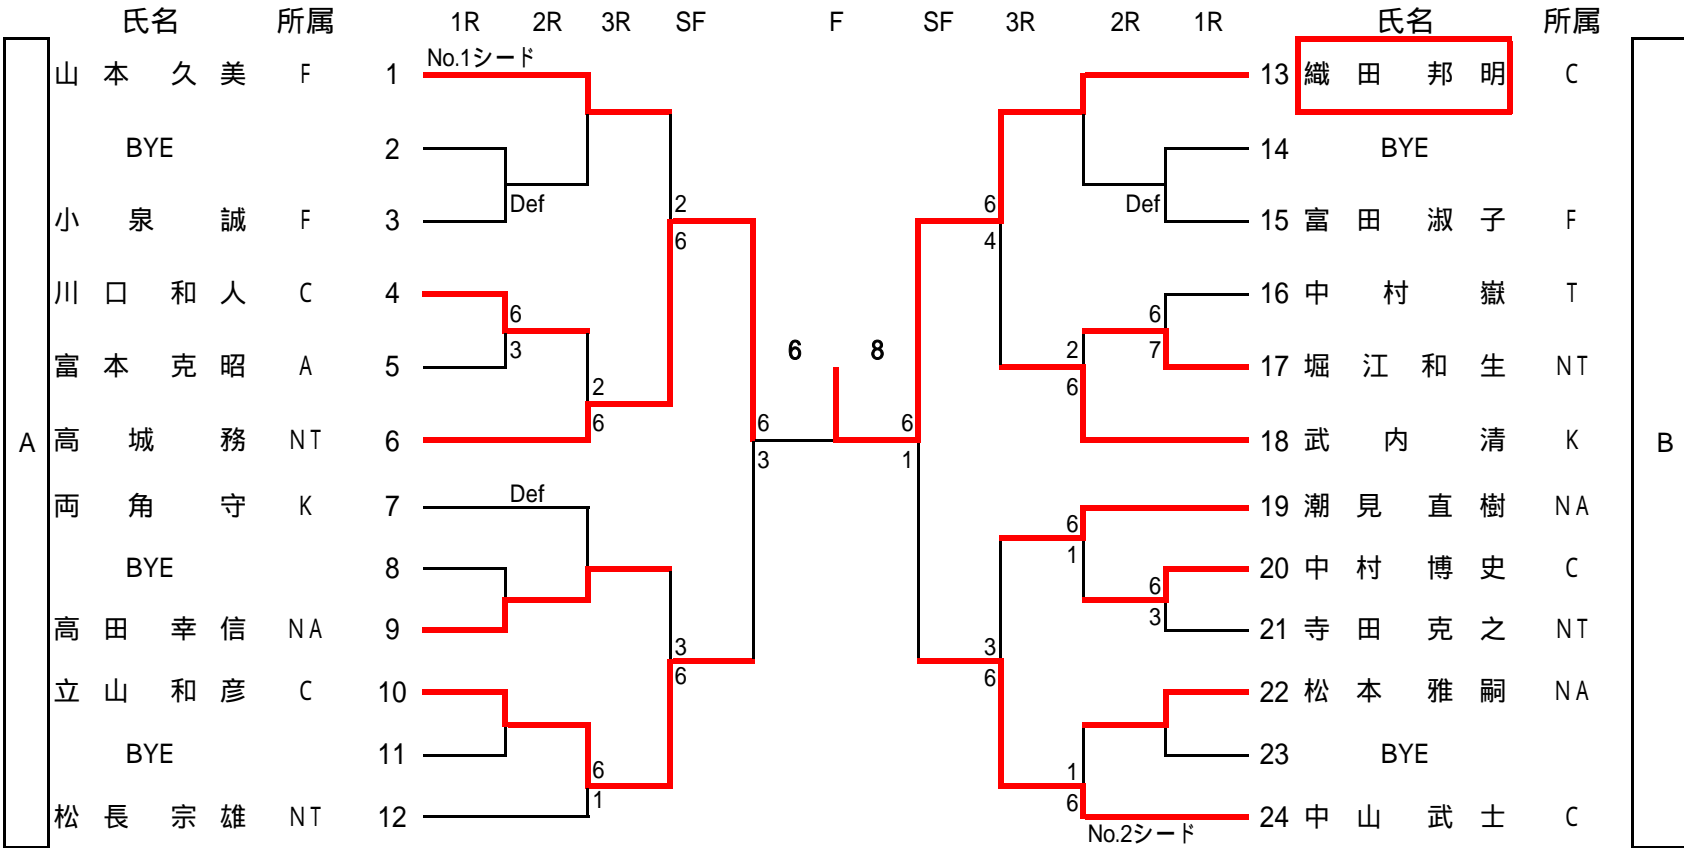 氏名 所属 1R 2R 3R SF F SF 3R 2R 1R 氏名 所属
No.1シード
山本 久美 F 1 13 織田 邦明 C
BYE 2 14 BYE
Def Def
小泉 誠 F 3 2 6 15 富田 淑子 F
6 4
川口 和人 C 4 16 中村 嶽 T
6 6
3 6 8 2 7
富本 克昭 A 5 17 堀江 和生 NT
2 6
6 6 6
A 高城 務 NT 6 18 武内 清 K B
3 1
両角 守 K 7 Def 19 潮見 直樹 NA
6
1
BYE 8 20 中村 博史 C
6
3
高田 幸信 NA 9 21 寺田 克之 NT
3 3
6 6
立山 和彦 C 10 22 松本 雅嗣 NA
BYE 11 23 BYE
6 1
1 6
松長 宗雄 NT 12 24 中山 武士 C
No.2シード